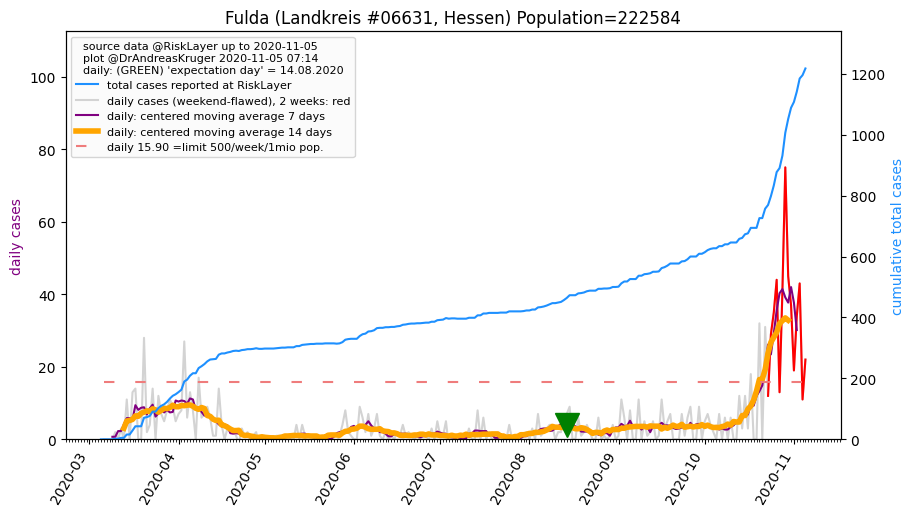 Fulda (Landkreis #06631, Hessen) Population=222584
source data @RiskLayer up to 2020-11-05
plot @DrAndreasKruger 2020-11-05 07:14
daily: (GREEN) 'expectation day' = 14.08.2020
total cases reported at RiskLayer
daily cases (weekend-flawed), 2 weeks: red
daily: centered moving average 7 days
daily: centered moving average 14 days
daily 15.90 =limit 500/week/1mio pop.
daily cases
100
80
60
40
20
0
cumulative total cases
1200
1000
800
600
400
200
0
2020-03
2020-04
2020-05
2020-06
2020-07
2020-08
2020-09
2020-10
2020-11